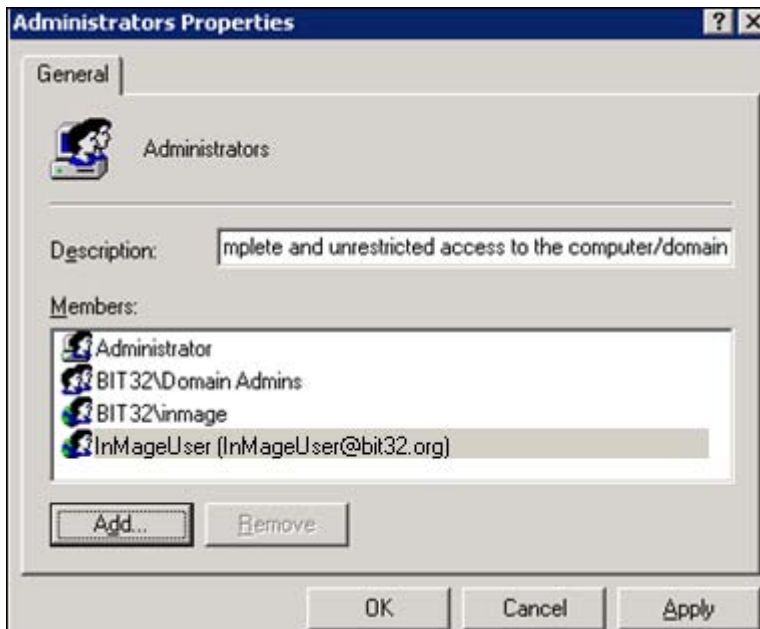 Administrators Properties
General
Administrators
Description: mplete and unrestricted access to the computer/domain
Members:
Administrator
BIT32\Domain Admins
BIT32\inmage
InMageUser (InMageUser@bit32.org)
Add... Remove
OK Cancel Apply